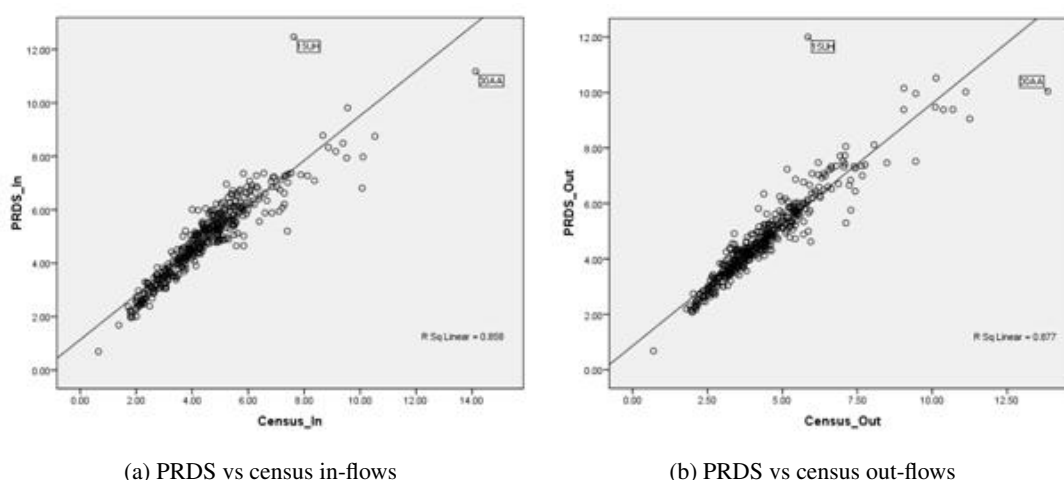 12.00
10.00
8.00
6.00
4.00
2.00
0.00
PRDS_In
00AA
R Sq Linear = 0.858
0.00 2.00 4.00 6.00 8.00 10.00 12.00 14.00
Census_In
(a) PRDS vs census in-flows
12.00
10.00
8.00
6.00
4.00
2.00
0.00
PRDS_Out
00AA
R Sq Linear = 0.877
0.00 2.50 5.00 7.50 10.00 12.50
Census_Out
(b) PRDS vs census out-flows